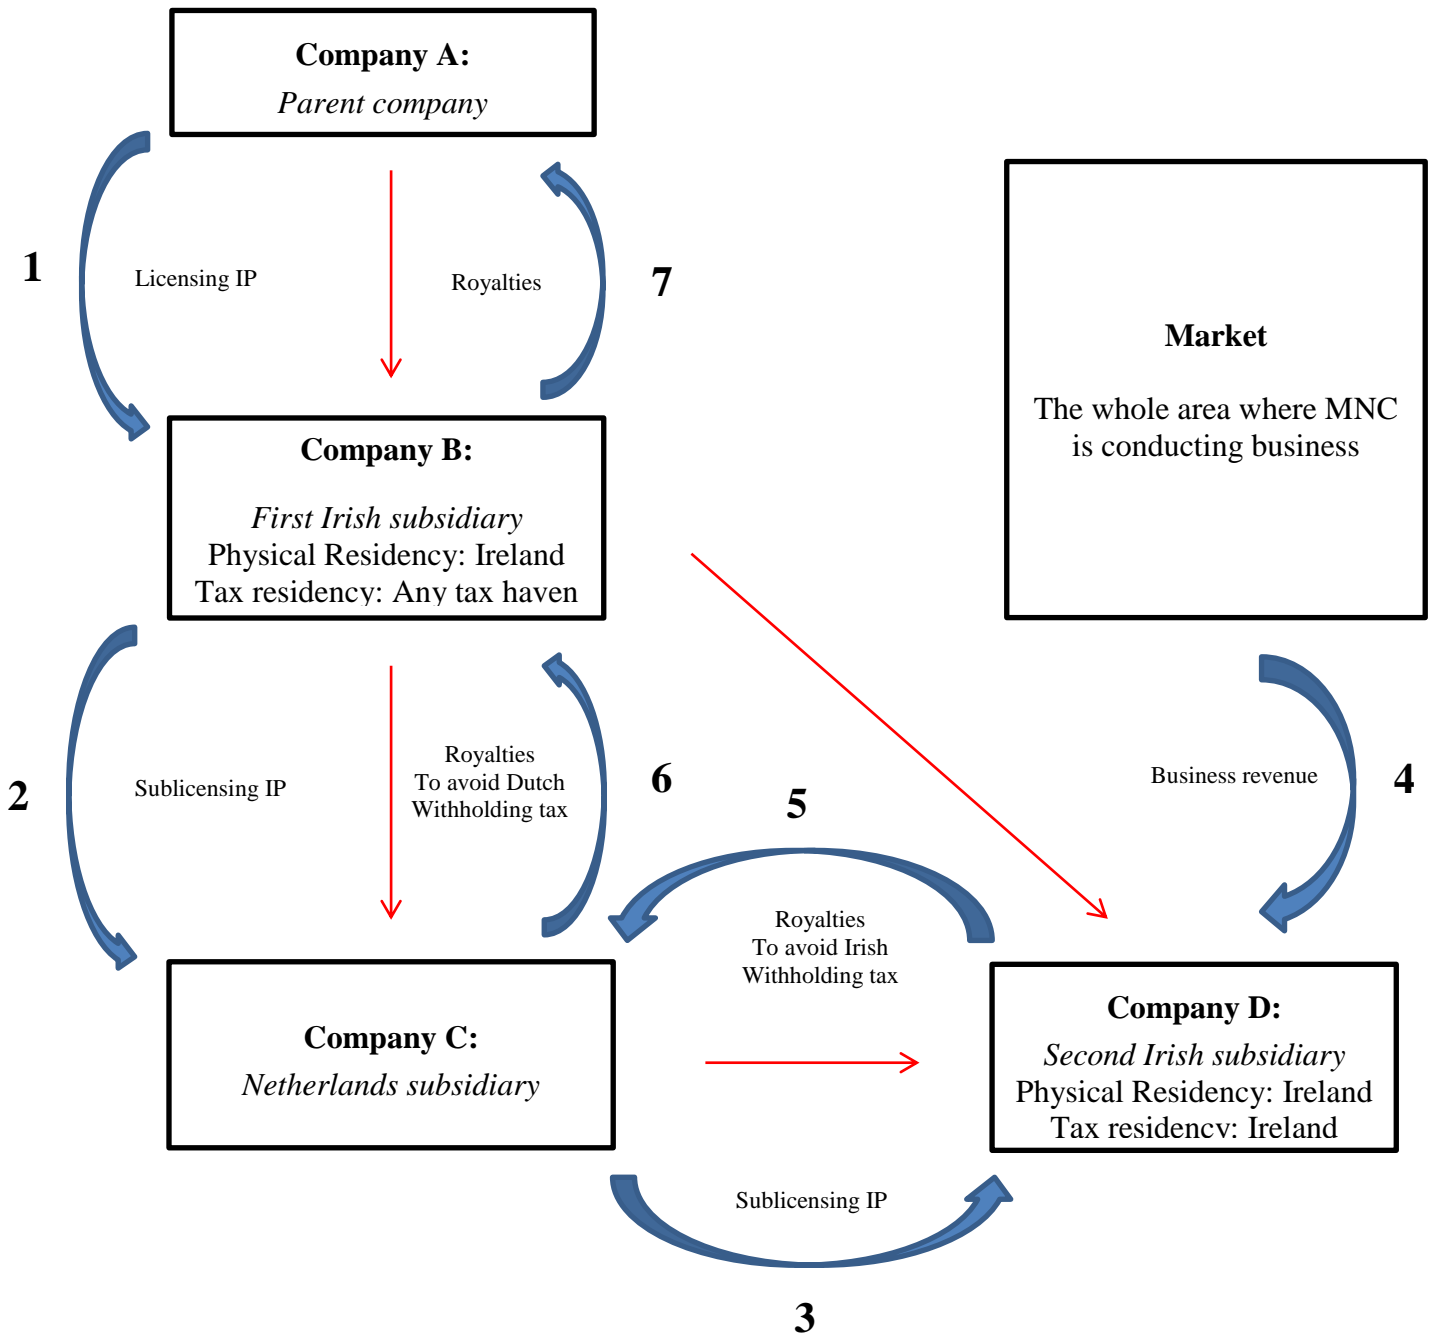 Company A:
Parent company
1
Licensing IP
Royalties
7
Market
The whole area where MNC
is conducting business
Company B:
First Irish subsidiary
Physical Residency: Ireland
Tax residency: Any tax haven
2
Sublicensing IP
Royalties
To avoid Dutch
Withholding tax
6
5
Business revenue
4
Royalties
To avoid Irish
Withholding tax
Company C:
Netherlands subsidiary
Company D:
Second Irish subsidiary
Physical Residency: Ireland
Tax residency: Ireland
Sublicensing IP
3